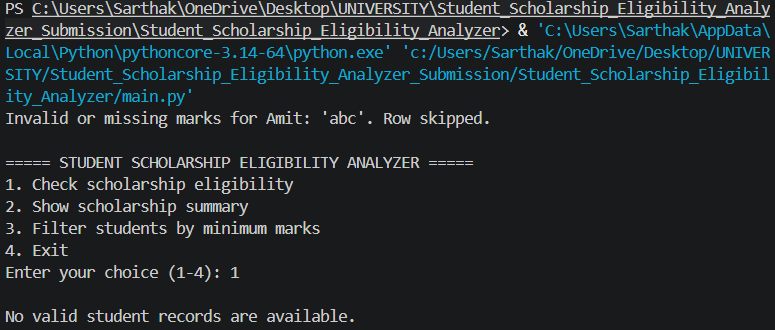 PS C:\Users\Sarthak\OneDrive\Desktop\UNIVERSITY\Student_Scholarship_Eligibility_Analy
zer_Submission\Student_Scholarship_Eligibility_Analyzer> & 'C:\Users\Sarthak\AppData\
Local\Python\pythoncore-3.14-64\python.exe' 'c:/Users/Sarthak/OneDrive/Desktop/UNIVER
SITY/Student_Scholarship_Eligibility_Analyzer_Submission/Student_Scholarship_Eligibil
ity_Analyzer/main.py'
Invalid or missing marks for Amit: 'abc'. Row skipped.

===== STUDENT SCHOLARSHIP ELIGIBILITY ANALYZER =====
1. Check scholarship eligibility
2. Show scholarship summary
3. Filter students by minimum marks
4. Exit
Enter your choice (1-4): 1

No valid student records are available.